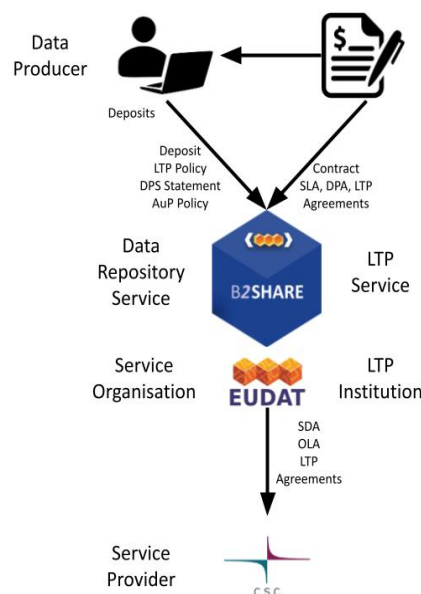 Data
Producer
$
Deposits
Deposit
LTP Policy
DPS Statement
AuP Policy
Contract
SLA, DPA, LTP
Agreements
Data
Repository
Service
B2SHARE
LTP
Service
Service
Organisation
EUDAT
LTP
Institution
SDA
OLA
LTP
Agreements
Service
Provider
CSC